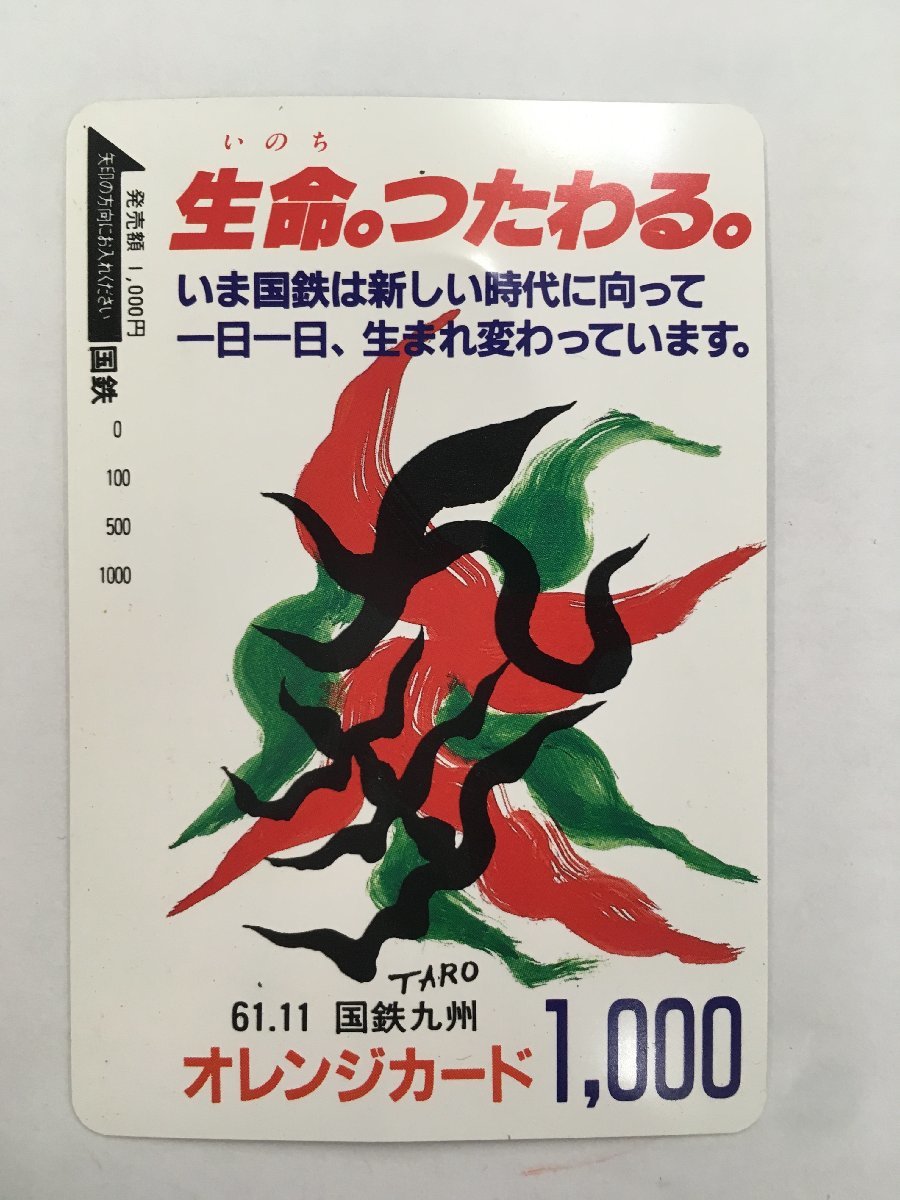 いのち
生命。つたわる。
いま国鉄は新しい時代に向って
一日一日、生まれ変わっています。
矢印の方向にお入れください
発売額 1,000円
国鉄
0
100
500
1000
TARO
61.11 国鉄九州
オレンジカード 1,000